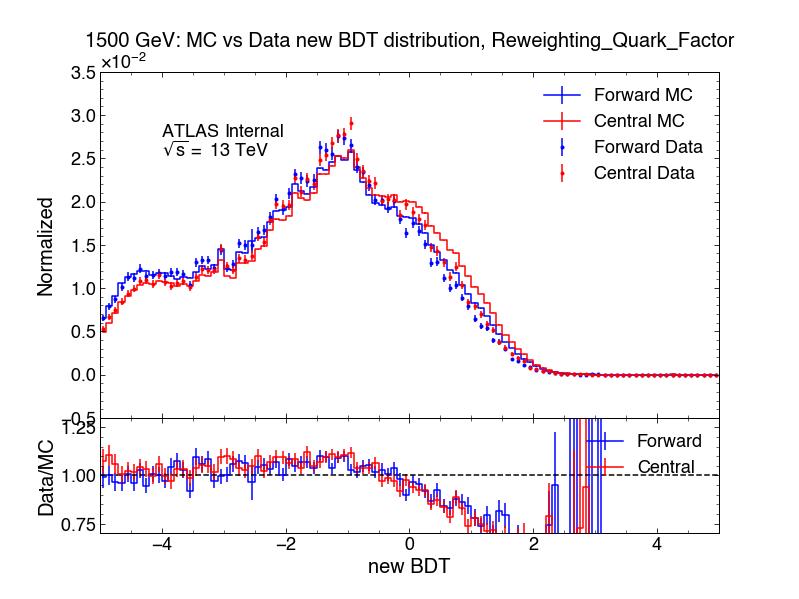 1500 GeV: MC vs Data new BDT distribution, Reweighting_Quark_Factor
×10⁻²
3.5
3.0
2.5
2.0
1.5
1.0
0.5
0.0
−0.5
Normalized
ATLAS Internal
√s = 13 TeV
Forward MC
Central MC
Forward Data
Central Data
1.25
1.00
0.75
Data/MC
Forward
Central
−4 −2 0 2 4
new BDT